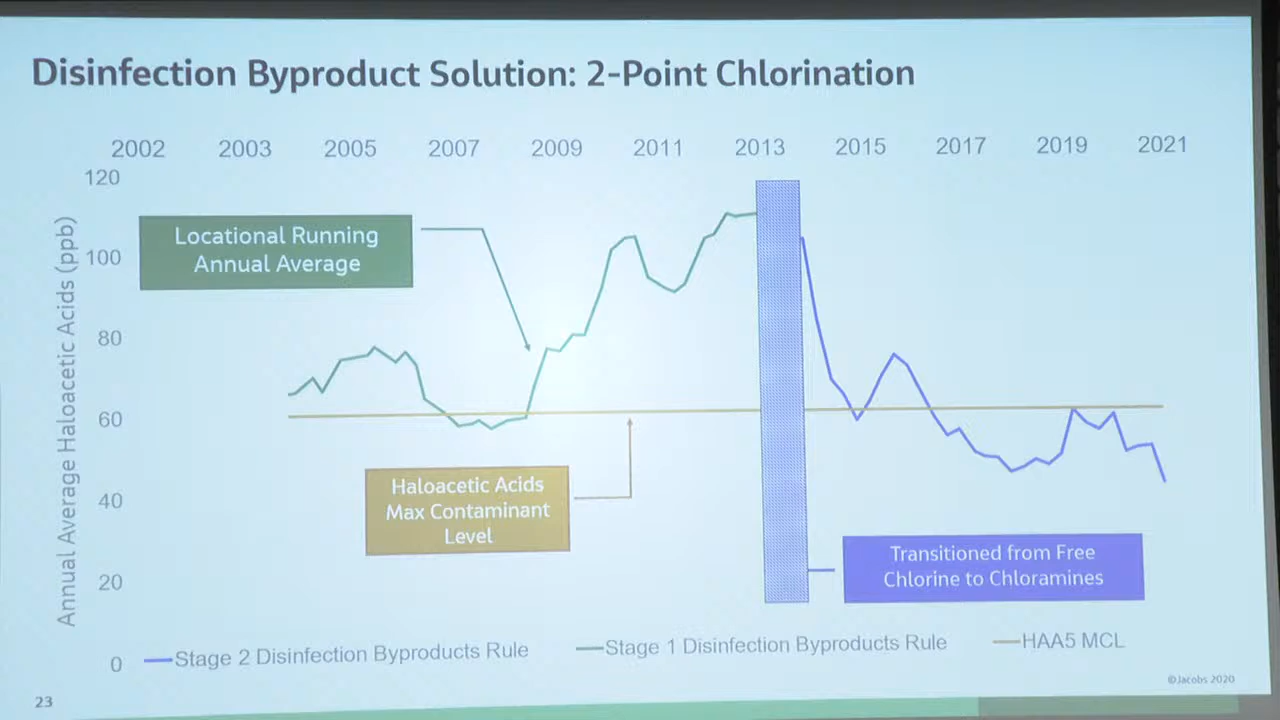 Disinfection Byproduct Solution: 2-Point Chlorination
2002 2003 2005 2007 2009 2011 2013 2015 2017 2019 2021
120
100
80
60
40
20
0
Annual Average Haloacetic Acids (ppb)
Locational Running
Annual Average
Haloacetic Acids
Max Contaminant
Level
Transitioned from Free
Chlorine to Chloramines
Stage 2 Disinfection Byproducts Rule
Stage 1 Disinfection Byproducts Rule
HAA5 MCL
©Jacobs 2020
23